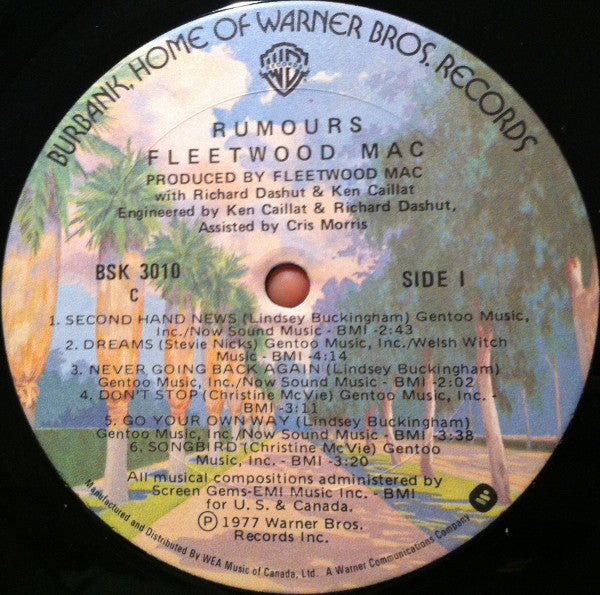 BURBANK, HOME OF WARNER BROS. RECORDS
RECORDS
RUMOURS
FLEETWOOD MAC
PRODUCED BY FLEETWOOD MAC
with Richard Dashut & Ken Caillat
Engineered by Ken Caillat & Richard Dashut,
Assisted by Cris Morris
BSK 3010
C
SIDE I
1. SECOND HAND NEWS (Lindsey Buckingham) Gentoo Music,
Inc./Now Sound Music - BMI -2:43
2. DREAMS (Stevie Nicks) Gentoo Music, Inc./Welsh Witch
Music - BMI -4:14
3. NEVER GOING BACK AGAIN (Lindsey Buckingham)
Gentoo Music, Inc./Now Sound Music - BMI -2:02
4. DON'T STOP (Christine McVie) Gentoo Music, Inc. -
BMI -3:11
5. GO YOUR OWN WAY (Lindsey Buckingham)
Gentoo Music, Inc./Now Sound Music - BMI -3:38
6. SONGBIRD (Christine McVie) Gentoo
Music, Inc. - BMI -3:20
All musical compositions administered by
Screen Gems-EMI Music Inc. - BMI
for U. S. & Canada.
Ⓟ 1977 Warner Bros.
Records Inc.
Manufactured and Distributed By WEA Music of Canada, Ltd. A Warner Communications Company